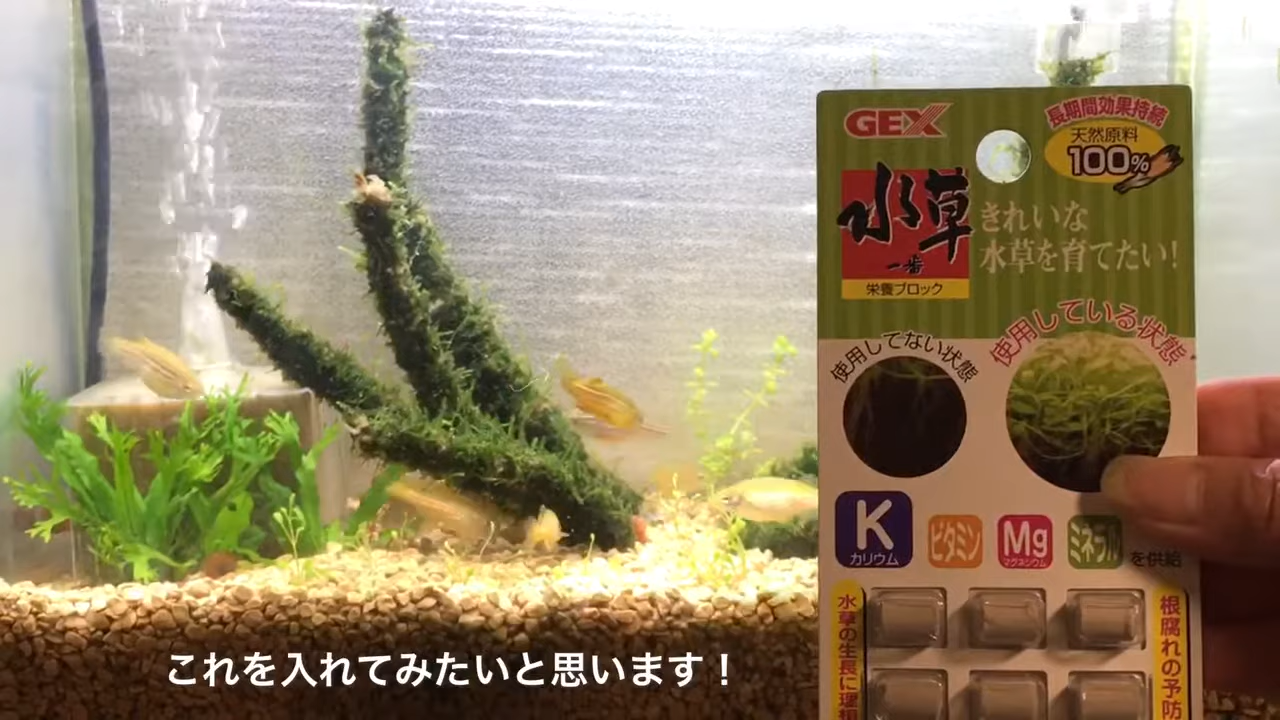 GEX
長期間効果持続
天然原料
100%
水草
一番
栄養ブロック
きれいな
水草を育てたい!
使用してない状態
使用している状態
K
カリウム
ビタミン
Mg
マグネシウム
ミネラル
を供給
水草の生長に理想
根腐れの予防
これを入れてみたいと思います!